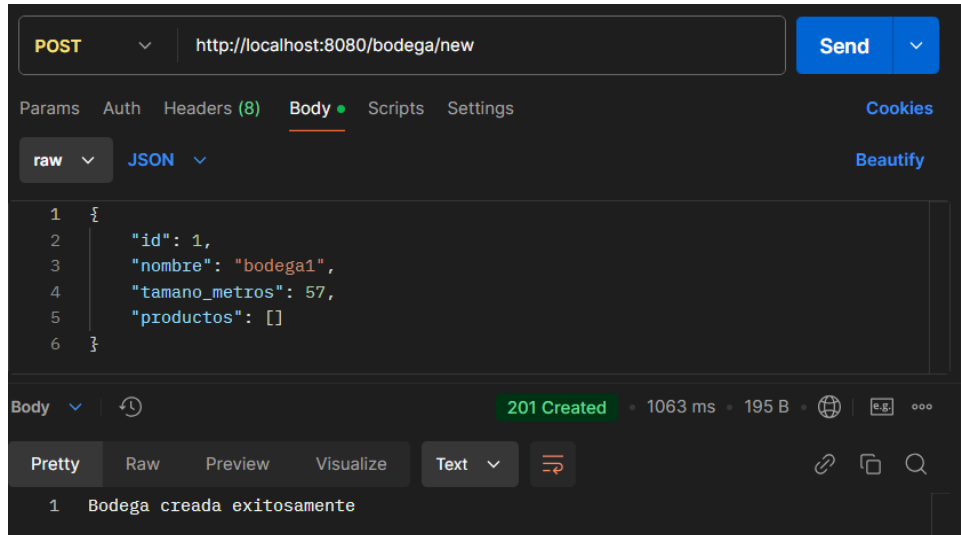 POST http://localhost:8080/bodega/new Send
Params Auth Headers (8) Body Scripts Settings Cookies
raw JSON Beautify
1 {
2 "id": 1,
3 "nombre": "bodega1",
4 "tamano_metros": 57,
5 "productos": []
6 }
Body 201 Created 1063 ms 195 B e.g.
Pretty Raw Preview Visualize Text
1 Bodega creada exitosamente